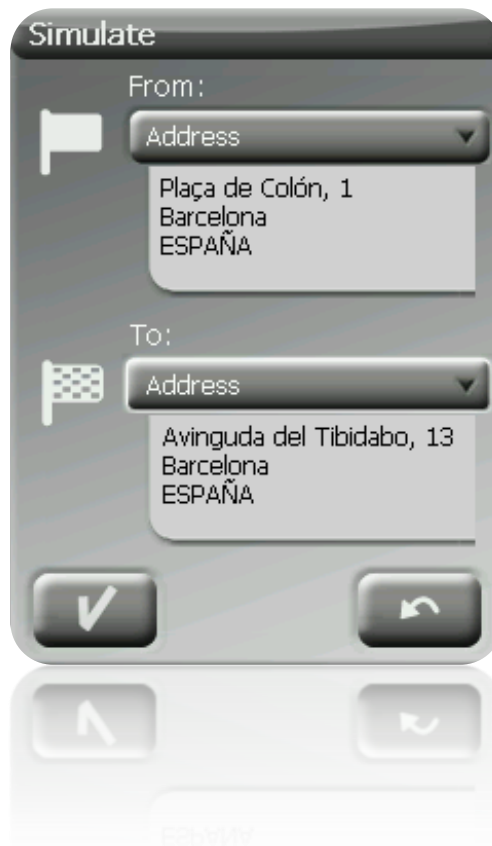 Simulate
From:
Address
Plaça de Colón, 1
Barcelona
ESPAÑA
To:
Address
Avinguda del Tibidabo, 13
Barcelona
ESPAÑA